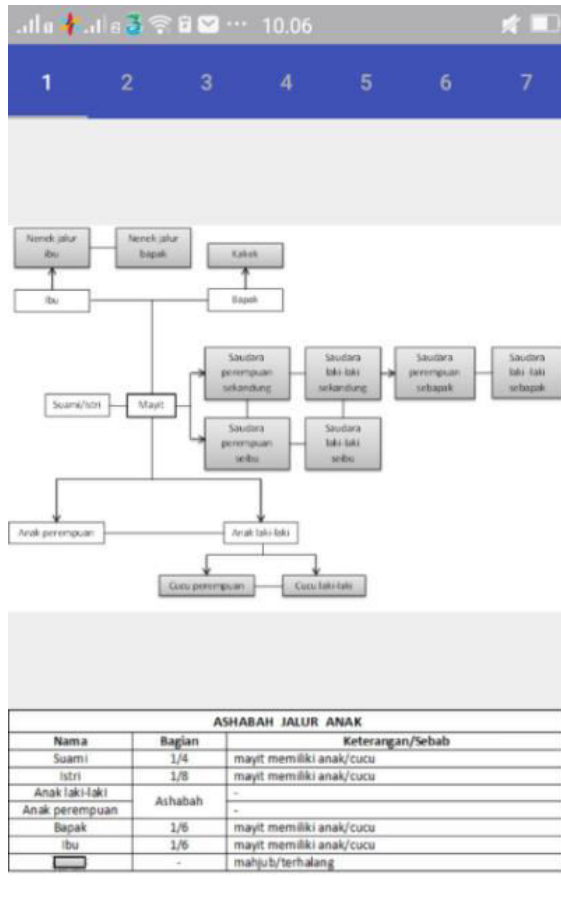 10.06
1 2 3 4 5 6 7
Nenek jalur
ibu
Nenek jalur
bapak
Kakek
Ibu
Bapak
Saudara
perempuan
sekandung
Saudara
laki-laki
sekandung
Saudara
perempuan
sebapak
Saudara
laki-laki
sebapak
Suami/Istri
Mayit
Saudara
perempuan
seibu
Saudara
laki-laki
seibu
Anak perempuan
Anak laki-laki
Cucu perempuan
Cucu laki-laki
ASHABAH JALUR ANAK
Nama Bagian Keterangan/Sebab
Suami 1/4 mayit memiliki anak/cucu
Istri 1/8 mayit memiliki anak/cucu
Anak laki-laki Ashabah -
Anak perempuan -
Bapak 1/6 mayit memiliki anak/cucu
Ibu 1/6 mayit memiliki anak/cucu
- mahjub/terhalang